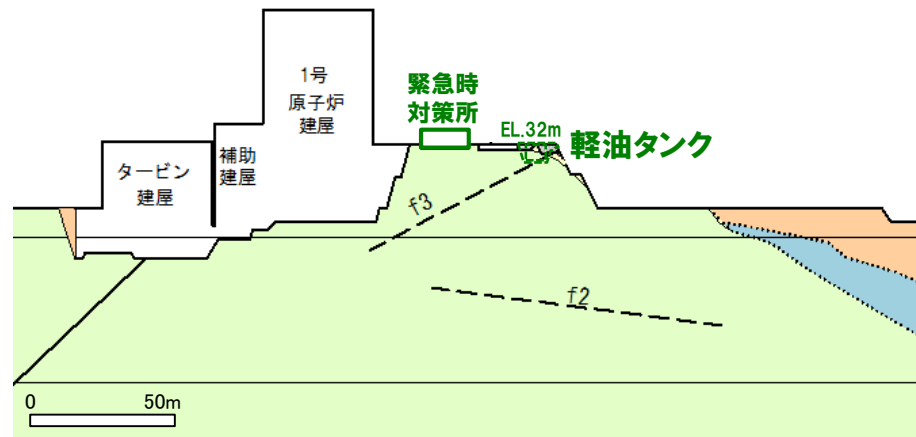 1号
原子炉
建屋
緊急時
対策所
EL.32m
軽油タンク
タービン
建屋
補助
建屋
f3
f2
0
50m